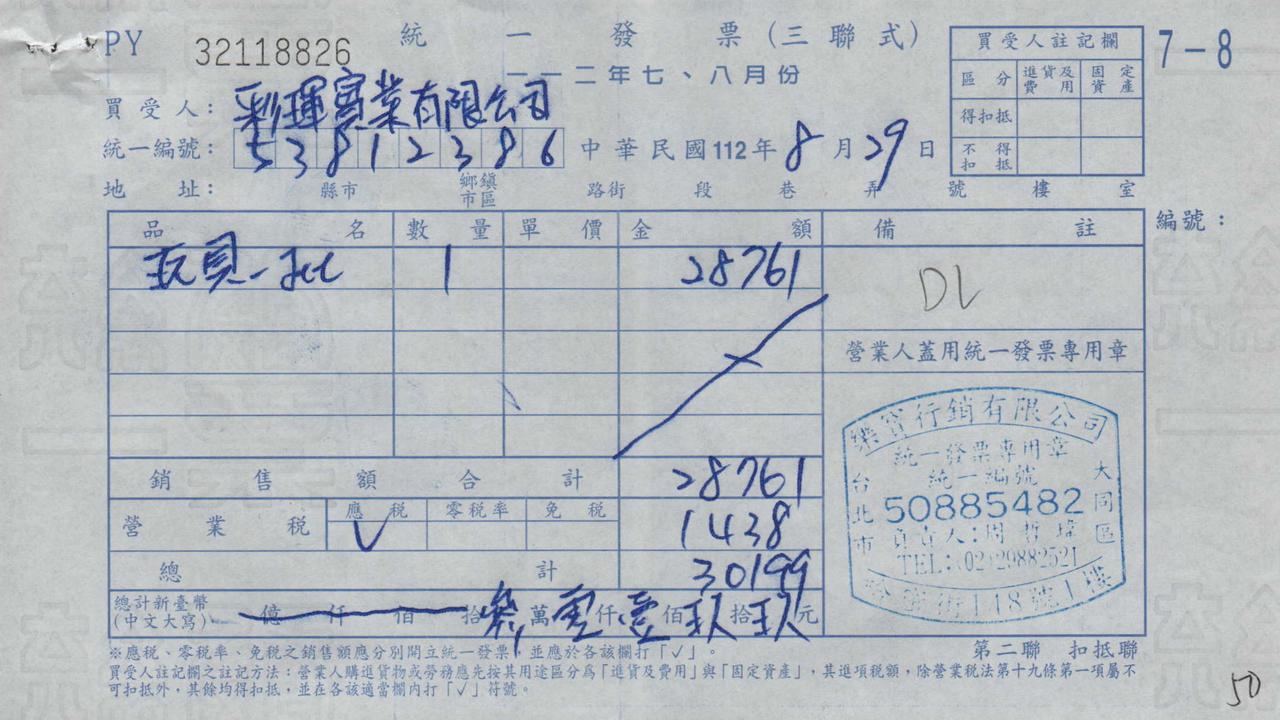 PY 32118826 統一發票(三聯式) 7-8
一一二年七、八月份
買受人: 彩琿實業有限公司
統一編號: 53812386 中華民國112年8月29日
地址: 縣市 鄉鎮市區 路街 段 巷 弄 號 樓 室
買受人註記欄
區分 進貨及費用 固定資產
得扣抵
不得扣抵
編號:
品名 數量 單價 金額 備註
玩具 1 28761 DL
營業人蓋用統一發票專用章
銷售額合計 28761
營業稅 應稅 零稅率 免稅 1438
V
總計 30199
總計新臺幣(中文大寫) 億仟佰拾參萬零仟壹佰玖拾玖元
樂寶行銷有限公司
統一發票專用章
統一編號
50885482
負責人:周哲瑋
TEL:(02)29882521
台北市 大同區
街118號1樓
※應稅、零稅率、免稅之銷售額應分別開立統一發票,並應於各該欄打「✓」。 第二聯 扣抵聯
買受人註記欄之註記方法:營業人購進貨物或勞務應先按其用途區分為「進貨及費用」與「固定資產」,其進項稅額,除營業稅法第十九條第一項屬不
可扣抵外,其餘均得扣抵,並在各該適當欄內打「✓」符號。
50